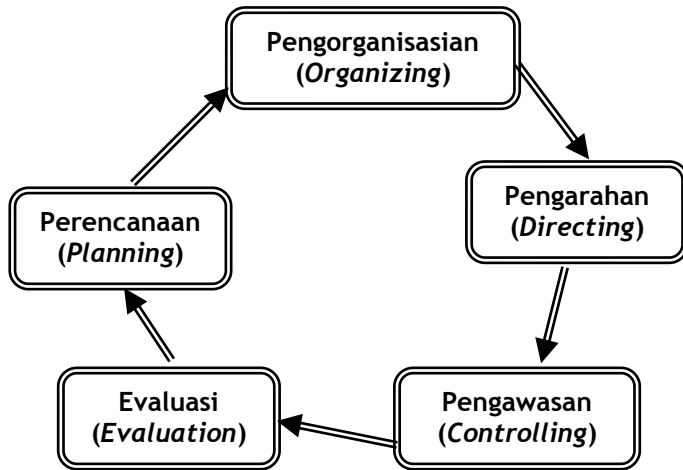 Pengorganisasian
(Organizing)
Pengarahan
(Directing)
Perencanaan
(Planning)
Evaluasi
(Evaluation)
Pengawasan
(Controlling)